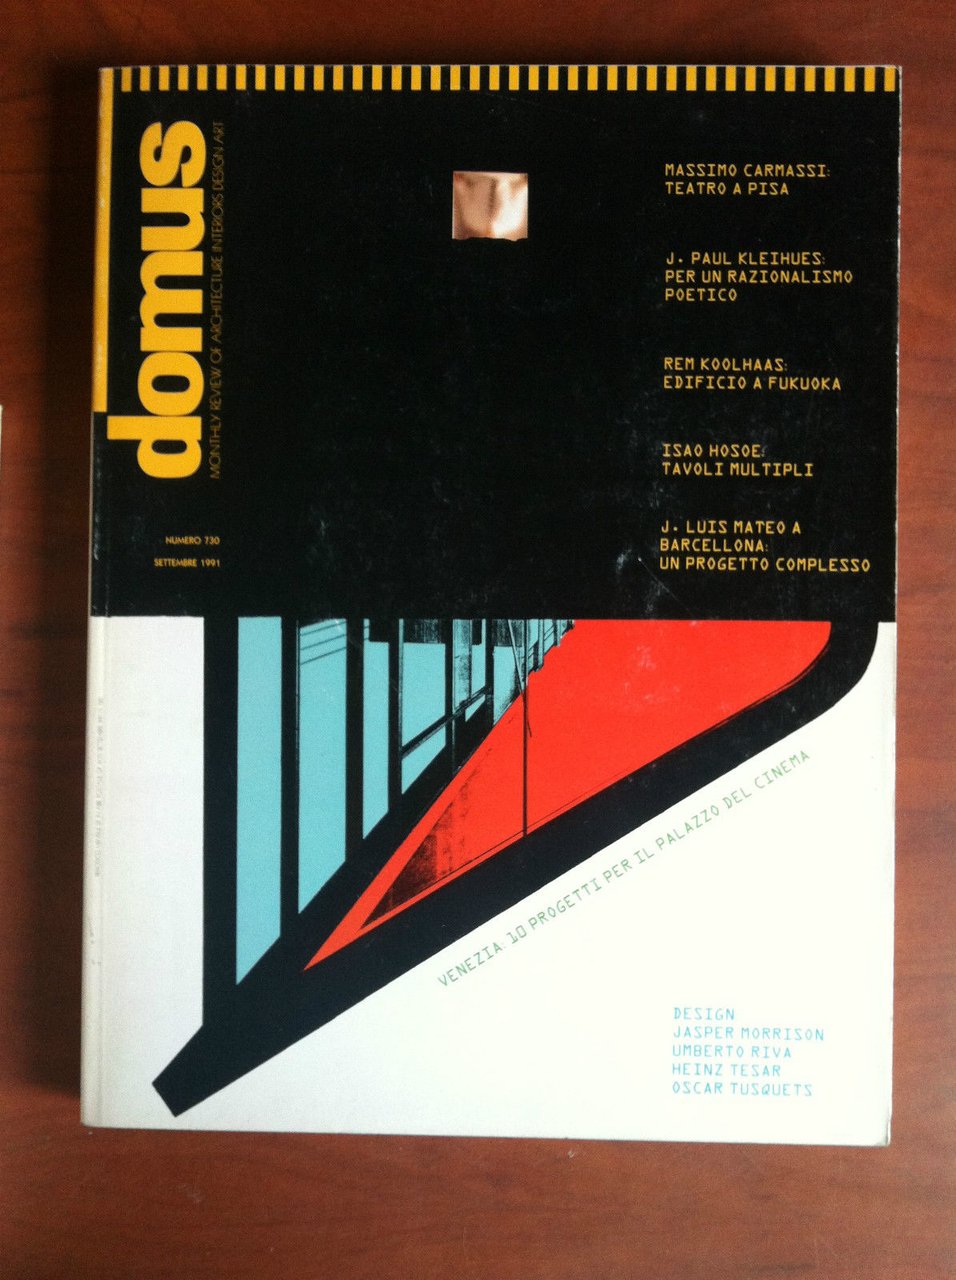 domus
MONTHLY REVIEW OF ARCHITECTURE INTERIORS DESIGN ART
NUMERO 730
SETTEMBRE 1991
MASSIMO CARMASSI:
TEATRO A PISA
J. PAUL KLEIHUES:
PER UN RAZIONALISMO
POETICO
REM KOOLHAAS:
EDIFICIO A FUKUOKA
ISAO HOSOE:
TAVOLI MULTIPLI
J. LUIS MATEO A
BARCELLONA:
UN PROGETTO COMPLESSO
VENEZIA: 10 PROGETTI PER IL PALAZZO DEL CINEMA
DESIGN
JASPER MORRISON
UMBERTO RIVA
HEINZ TESAR
OSCAR TUSQUETS